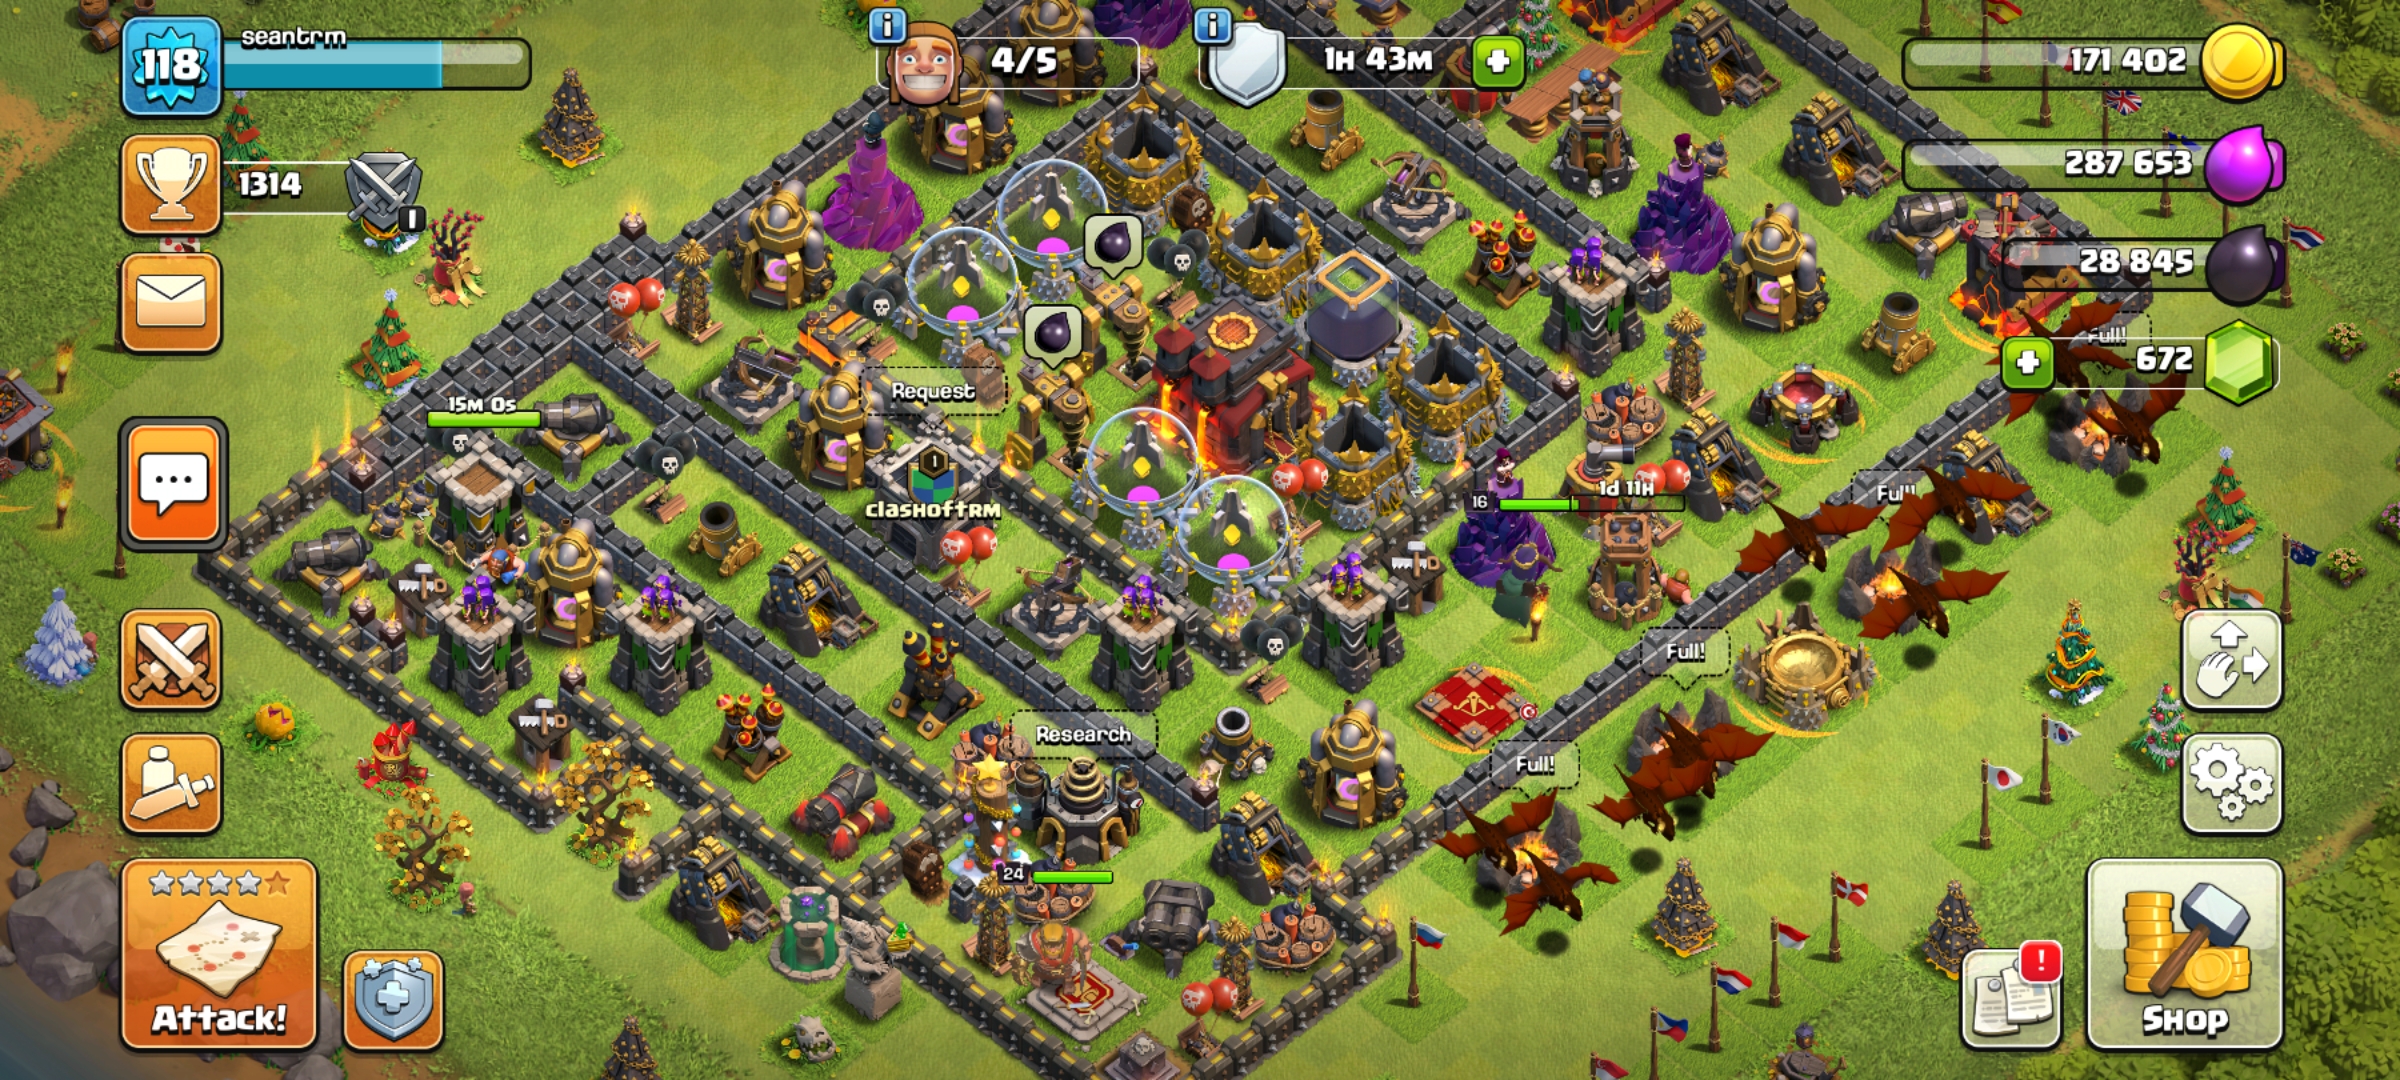 118
seantrm
4/5
1H 43M
171 402
1314
I
287 653
28 845
Full!
672
Request
15M 0s
1
clashoftrm
16
1d 11H
Full!
Full!
Research
Full!
24
Attack!
!
Shop